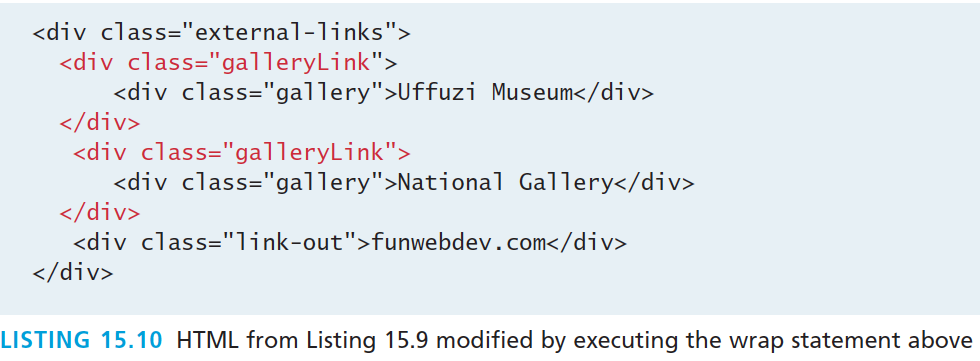 <div class="external-links">
<div class="galleryLink">
<div class="gallery">Uffuzi Museum</div>
</div>
<div class="galleryLink">
<div class="gallery">National Gallery</div>
</div>
<div class="link-out">funwebdev.com</div>
</div>
LISTING 15.10 HTML from Listing 15.9 modified by executing the wrap statement above